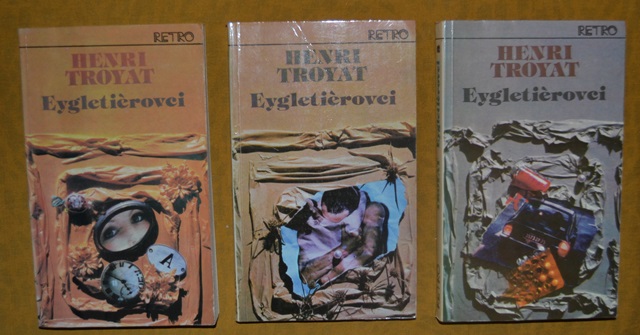 RETRO
HENRI
TROYAT
Eygletièrovci
A
RETRO
HENRI
TROYAT
Eygletièrovci
RETRO
HENRI
TROYAT
Eygletièrovci